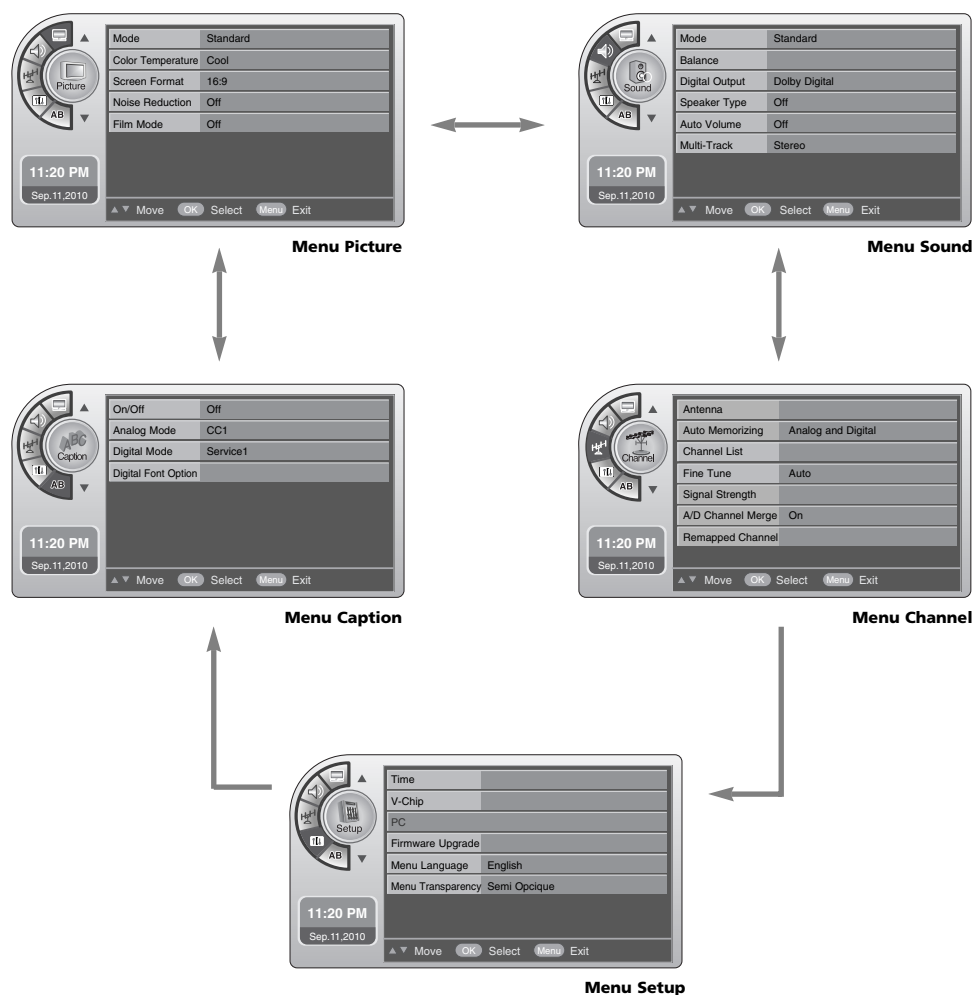 Mode Standard
Color Temperature Cool
Screen Format 16:9
Noise Reduction Off
Film Mode Off
Picture
AB
11:20 PM
Sep.11,2010
Move OK Select Menu Exit
Menu Picture
Mode Standard
Balance
Digital Output Dolby Digital
Speaker Type Off
Auto Volume Off
Multi-Track Stereo
Sound
AB
11:20 PM
Sep.11,2010
Move OK Select Menu Exit
Menu Sound
On/Off Off
Analog Mode CC1
Digital Mode Service1
Digital Font Option
ABC
Caption
AB
11:20 PM
Sep.11,2010
Move OK Select Menu Exit
Menu Caption
Antenna
Auto Memorizing Analog and Digital
Channel List
Fine Tune Auto
Signal Strength
A/D Channel Merge On
Remapped Channel
Channel
AB
11:20 PM
Sep.11,2010
Move OK Select Menu Exit
Menu Channel
Time
V-Chip
PC
Firmware Upgrade
Menu Language English
Menu Transparency Semi Opcique
Setup
AB
11:20 PM
Sep.11,2010
Move OK Select Menu Exit
Menu Setup